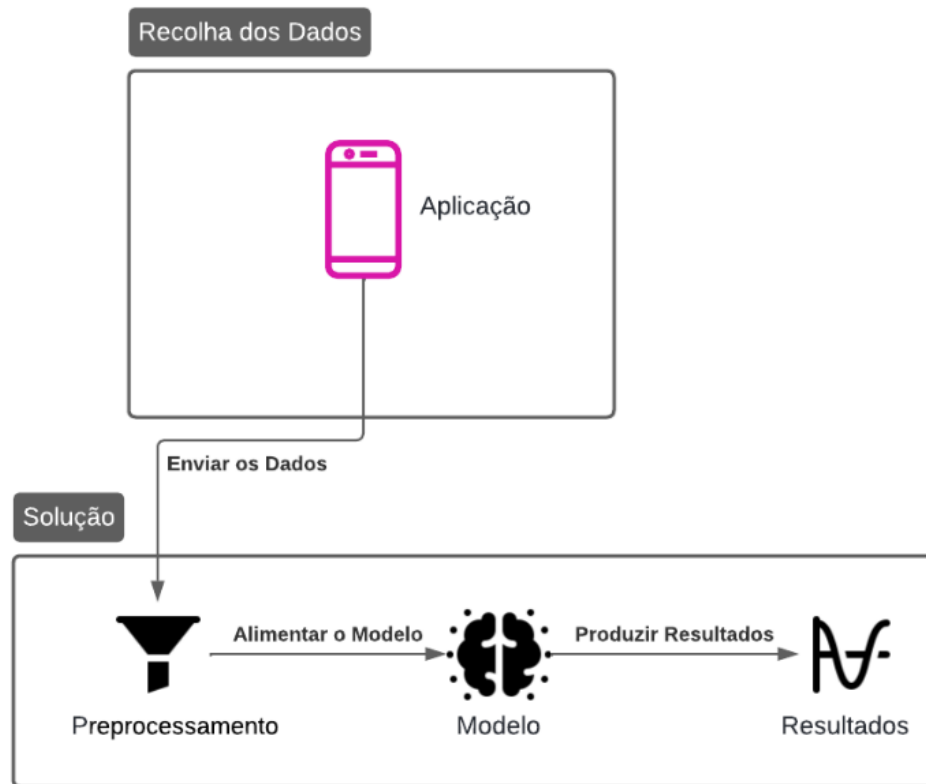 Recolha dos Dados
Aplicação
Enviar os Dados
Solução
Alimentar o Modelo
Produzir Resultados
Preprocessamento
Modelo
Resultados